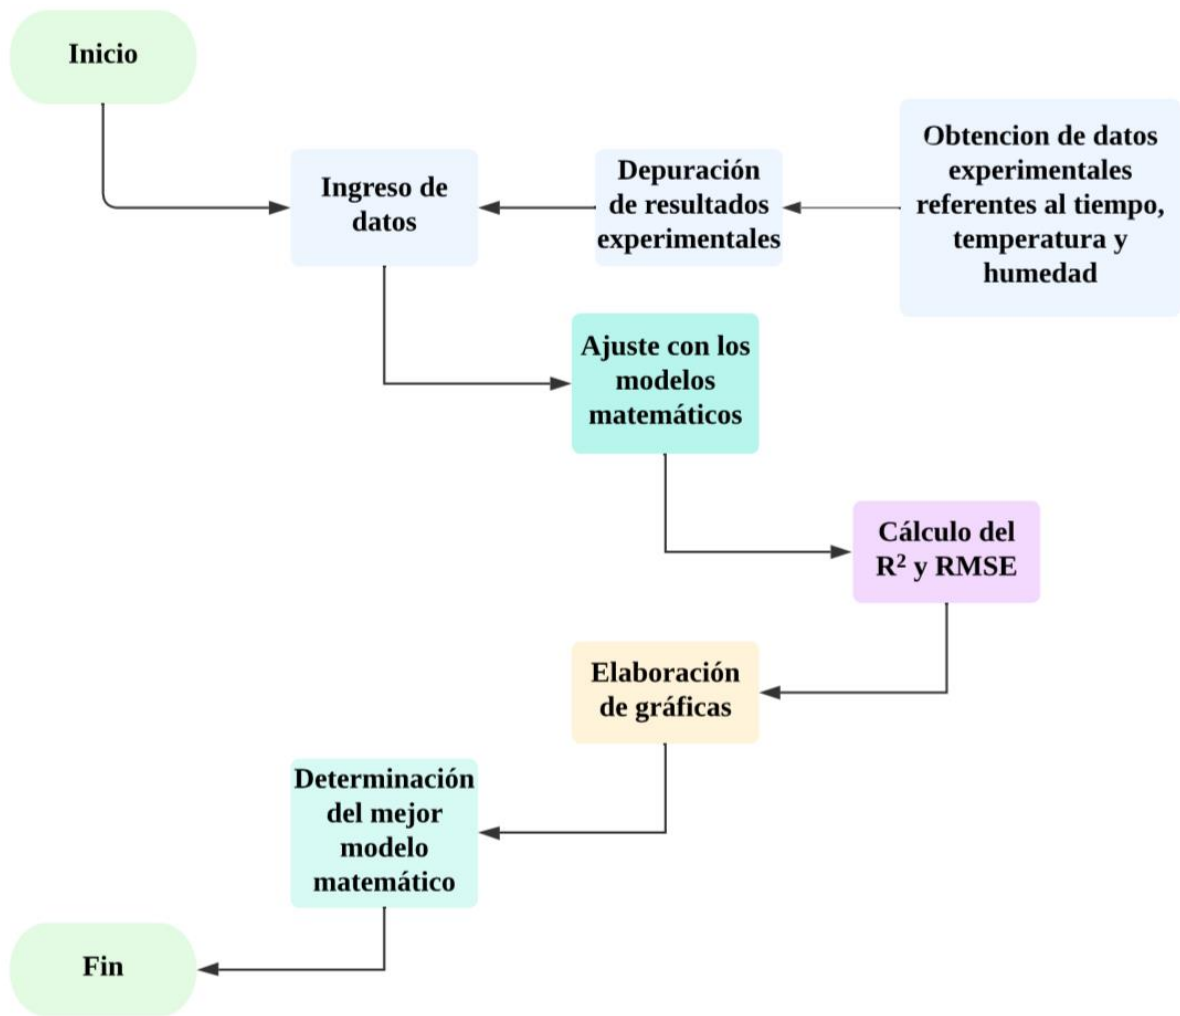 Inicio
Ingreso de
datos
Depuración
de resultados
experimentales
Obtencion de datos
experimentales
referentes al tiempo,
temperatura y
humedad
Ajuste con los
modelos
matemáticos
Cálculo del
R² y RMSE
Elaboración
de gráficas
Determinación
del mejor
modelo
matemático
Fin